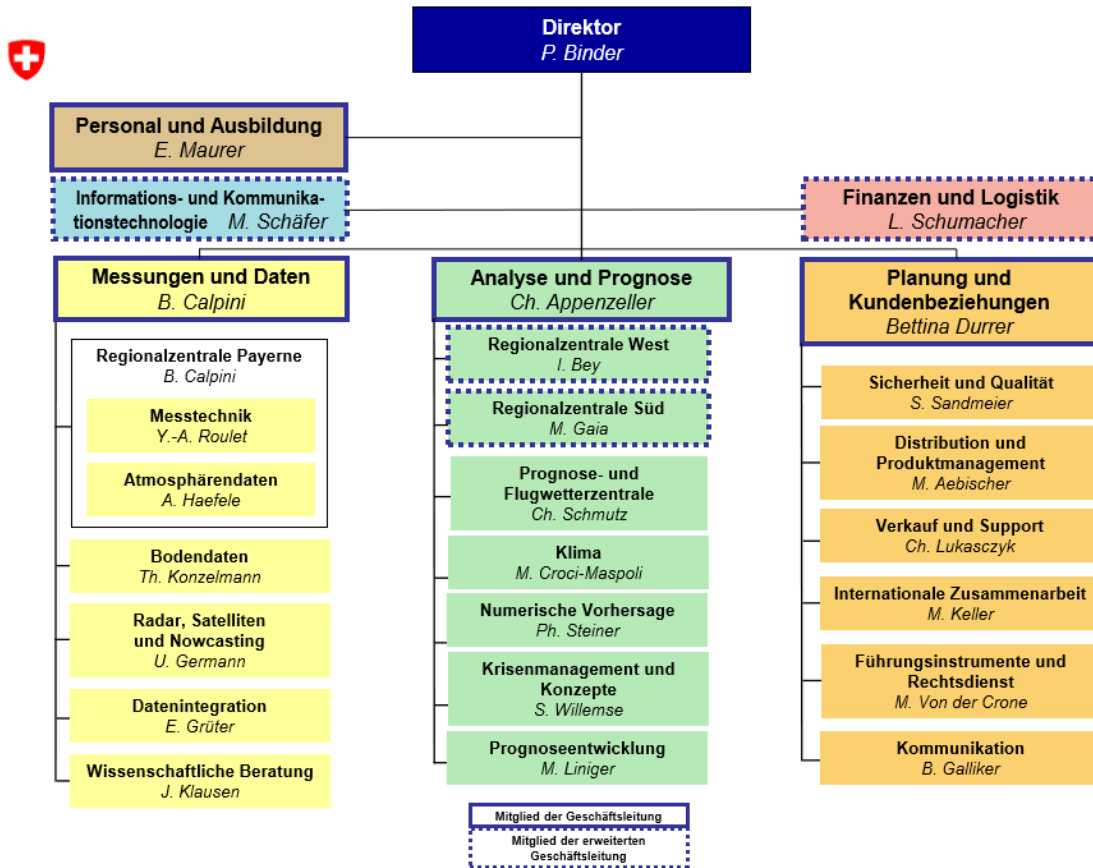 Direktor
P. Binder
Personal und Ausbildung
E. Maurer
Informations- und Kommunika-
tionstechnologie M. Schäfer
Finanzen und Logistik
L. Schumacher
Messungen und Daten
B. Calpini
Regionalzentrale Payerne
B. Calpini
Messtechnik
Y.-A. Roulet
Atmosphärendaten
A. Haefele
Bodendaten
Th. Konzelmann
Radar, Satelliten
und Nowcasting
U. Germann
Datenintegration
E. Grüter
Wissenschaftliche Beratung
J. Klausen
Analyse und Prognose
Ch. Appenzeller
Regionalzentrale West
I. Bey
Regionalzentrale Süd
M. Gaia
Prognose- und
Flugwetterzentrale
Ch. Schmutz
Klima
M. Croci-Maspoli
Numerische Vorhersage
Ph. Steiner
Krisenmanagement und
Konzepte
S. Willemse
Prognoseentwicklung
M. Liniger
Planung und
Kundenbeziehungen
Bettina Durrer
Sicherheit und Qualität
S. Sandmeier
Distribution und
Produktmanagement
M. Aebischer
Verkauf und Support
Ch. Lukasczyk
Internationale Zusammenarbeit
M. Keller
Führungsinstrumente und
Rechtsdienst
M. Von der Crone
Kommunikation
B. Galliker
Mitglied der Geschäftsleitung
Mitglied der erweiterten
Geschäftsleitung